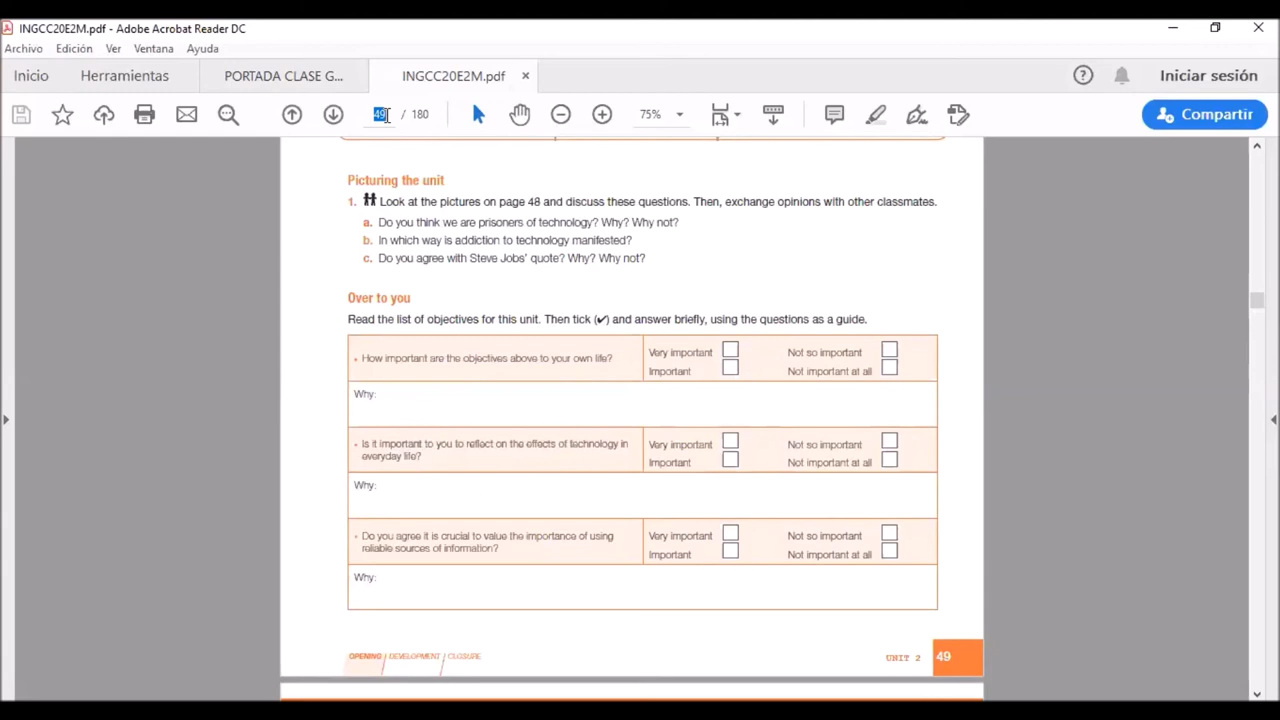 INGCC20E2M.pdf - Adobe Acrobat Reader DC
Archivo Edición Ver Ventana Ayuda
Inicio Herramientas PORTADA CLASE G... INGCC20E2M.pdf × Iniciar sesión
49 / 180 75% Compartir
Picturing the unit
1. Look at the pictures on page 48 and discuss these questions. Then, exchange opinions with other classmates.
a. Do you think we are prisoners of technology? Why? Why not?
b. In which way is addiction to technology manifested?
c. Do you agree with Steve Jobs' quote? Why? Why not?
Over to you
Read the list of objectives for this unit. Then tick (✔) and answer briefly, using the questions as a guide.
• How important are the objectives above to your own life?
Very important Not so important
Important Not important at all
Why:
• Is it important to you to reflect on the effects of technology in
everyday life?
Very important Not so important
Important Not important at all
Why:
• Do you agree it is crucial to value the importance of using
reliable sources of information?
Very important Not so important
Important Not important at all
Why:
OPENING / DEVELOPMENT / CLOSURE UNIT 2 49